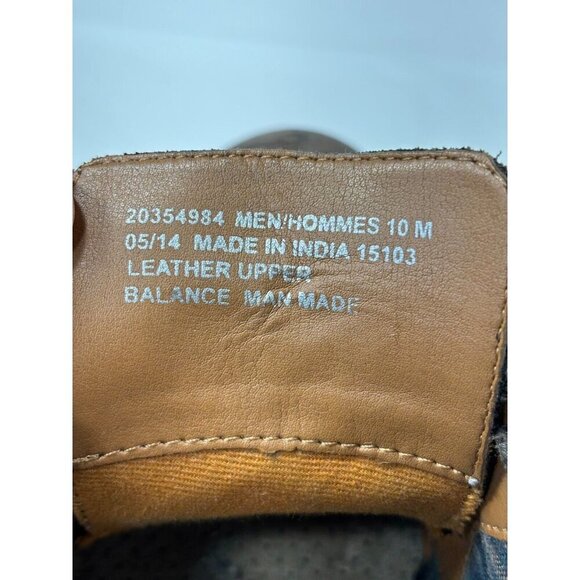 20354984 MEN/HOMMES 10 M
05/14 MADE IN INDIA 15103
LEATHER UPPER
BALANCE MAN MADE